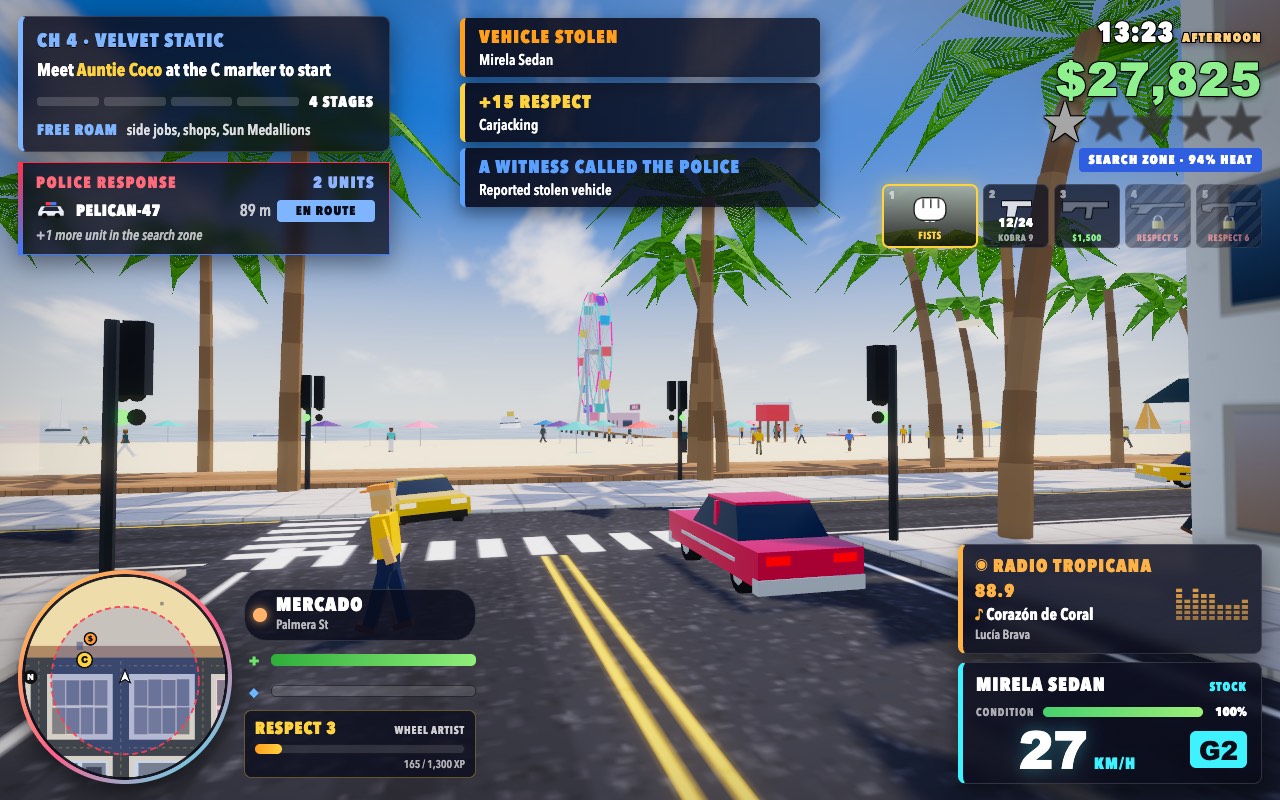 CH 4 · VELVET STATIC
Meet Auntie Coco at the C marker to start
4 STAGES
FREE ROAM side jobs, shops, Sun Medallions
POLICE RESPONSE 2 UNITS
PELICAN-47 89 m EN ROUTE
+1 more unit in the search zone
VEHICLE STOLEN
Mirela Sedan
+15 RESPECT
Carjacking
A WITNESS CALLED THE POLICE
Reported stolen vehicle
13:23 AFTERNOON
$27,825
SEARCH ZONE · 94% HEAT
1
FISTS
2
12/24
KOBRA 9
3
$1,500
4
RESPECT 5
5
RESPECT 6
$
C
N
MERCADO
Palmera St
RESPECT 3 WHEEL ARTIST
165 / 1,300 XP
RADIO TROPICANA
88.9
♪ Corazón de Coral
Lucía Brava
MIRELA SEDAN STOCK
CONDITION 100%
27 KM/H G2